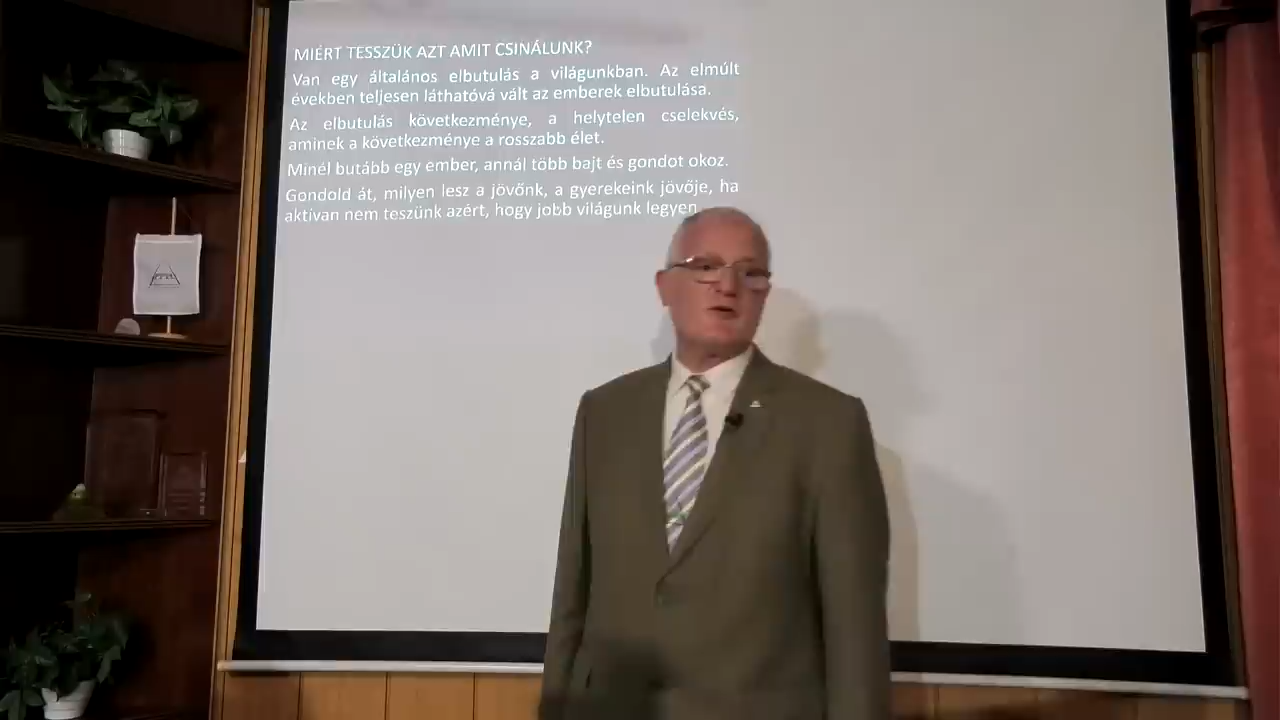 MIÉRT TESSZÜK AZT AMIT CSINÁLUNK?
Van egy általános elbutulás a világunkban. Az elmúlt
években teljesen láthatóvá vált az emberek elbutulása.
Az elbutulás következménye, a helytelen cselekvés,
aminek a következménye a rosszabb élet.
Minél butább egy ember, annál több bajt és gondot okoz.
Gondold át, milyen lesz a jövőnk, a gyerekeink jövője, ha
aktívan nem teszünk azért, hogy jobb világunk legyen